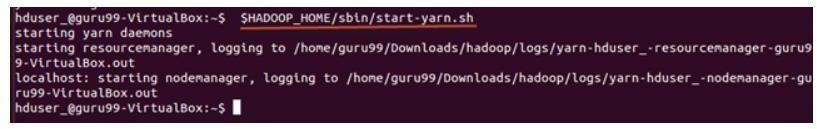 hduser_@guru99-VirtualBox:~$ $HADOOP_HOME/sbin/start-yarn.sh
starting yarn daemons
starting resourcemanager, logging to /home/guru99/Downloads/hadoop/logs/yarn-hduser_-resourcemanager-guru9
9-VirtualBox.out
localhost: starting nodemanager, logging to /home/guru99/Downloads/hadoop/logs/yarn-hduser_-nodemanager-gu
ru99-VirtualBox.out
hduser_@guru99-VirtualBox:~$